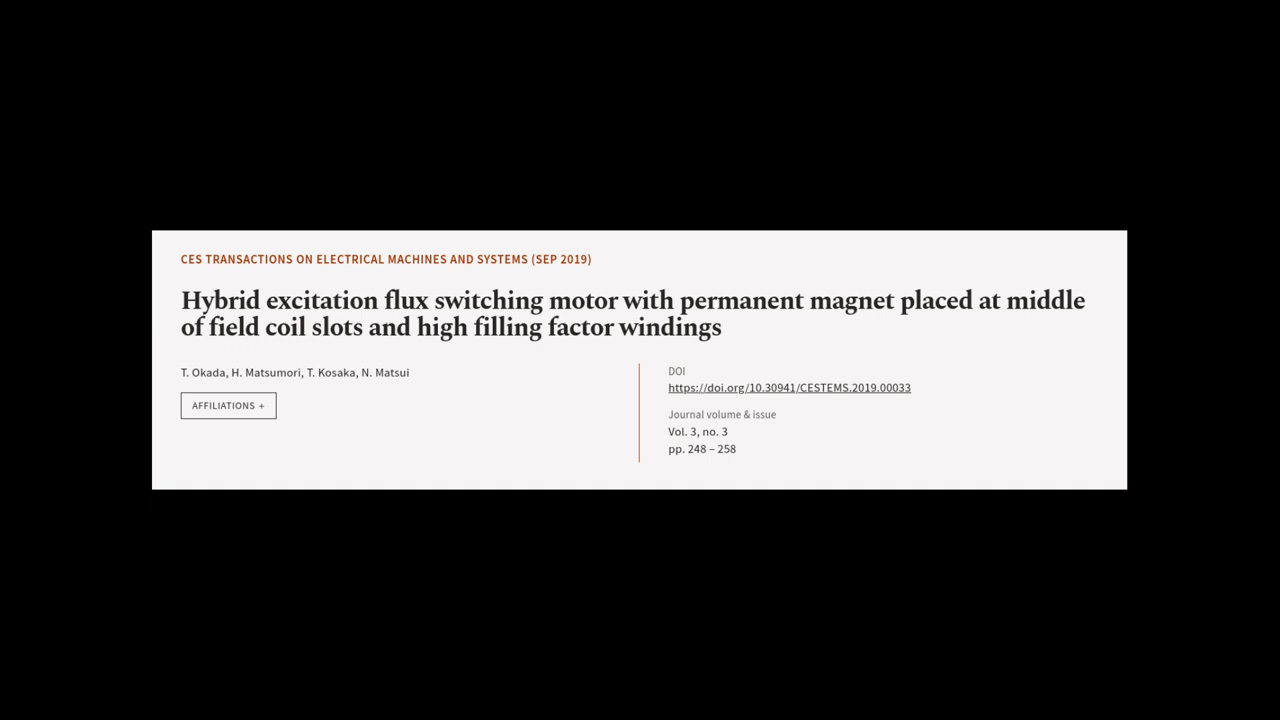 CES TRANSACTIONS ON ELECTRICAL MACHINES AND SYSTEMS (SEP 2019)
Hybrid excitation flux switching motor with permanent magnet placed at middle
of field coil slots and high filling factor windings
T. Okada, H. Matsumori, T. Kosaka, N. Matsui
AFFILIATIONS +
DOI
https://doi.org/10.30941/CESTEMS.2019.00033
Journal volume & issue
Vol. 3, no. 3
pp. 248 – 258